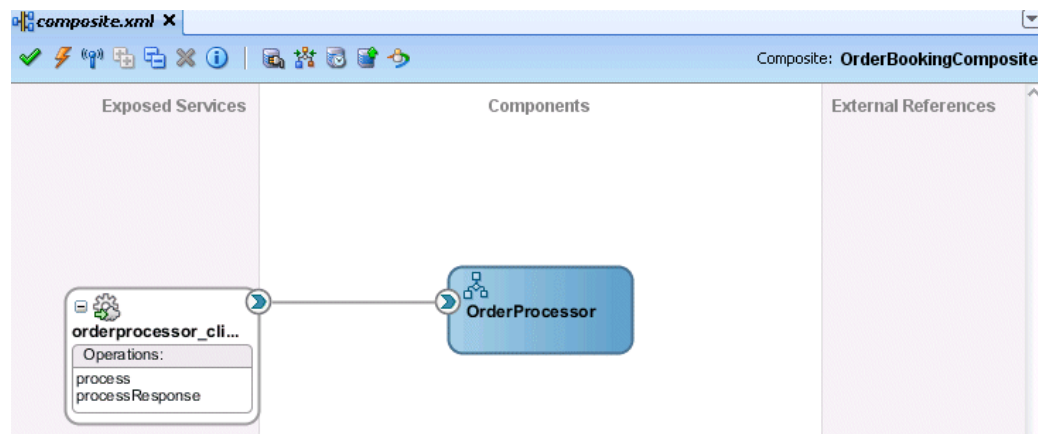 composite.xml
Composite: OrderBookingComposite
Exposed Services
Components
External References
OrderProcessor
orderprocessor_cli...
Operations:
process
processResponse